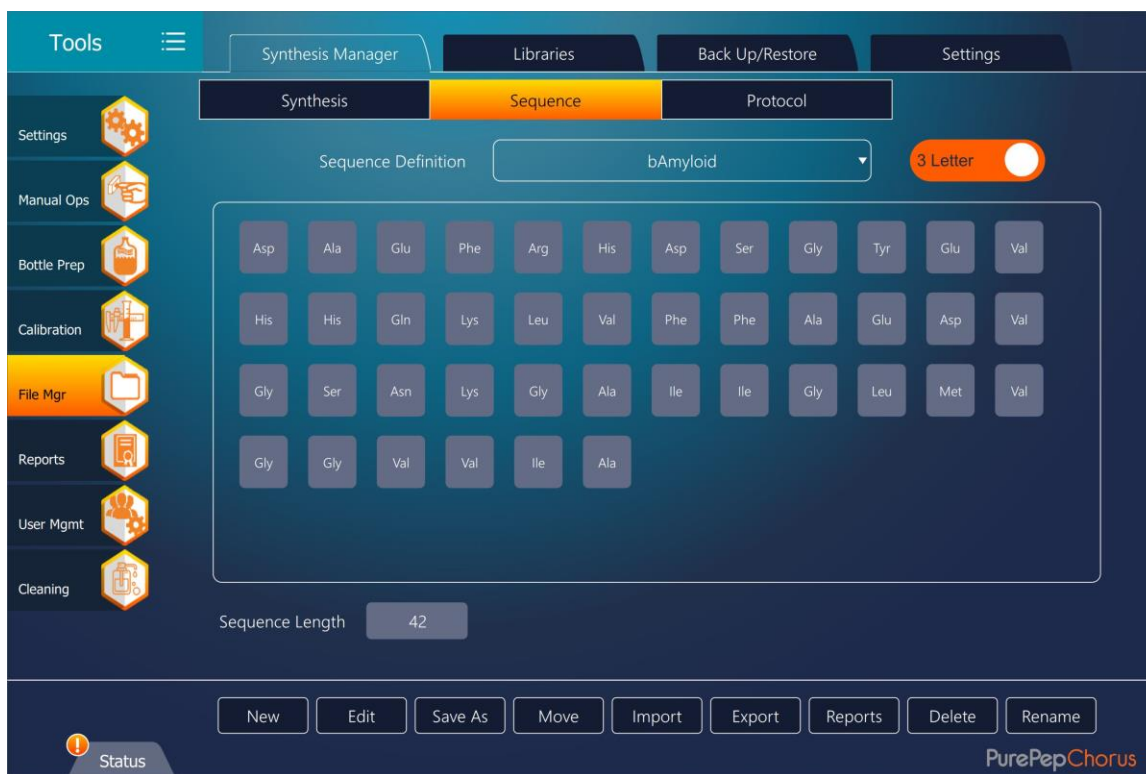 Tools
Synthesis Manager Libraries Back Up/Restore Settings
Synthesis Sequence Protocol
Settings
Manual Ops
Bottle Prep
Calibration
File Mgr
Reports
User Mgmt
Cleaning
Sequence Definition bAmyloid 3 Letter
Asp Ala Glu Phe Arg His Asp Ser Gly Tyr Glu Val
His His Gln Lys Leu Val Phe Phe Ala Glu Asp Val
Gly Ser Asn Lys Gly Ala Ile Ile Gly Leu Met Val
Gly Gly Val Val Ile Ala
Sequence Length 42
New Edit Save As Move Import Export Reports Delete Rename
! Status
PurePepChorus